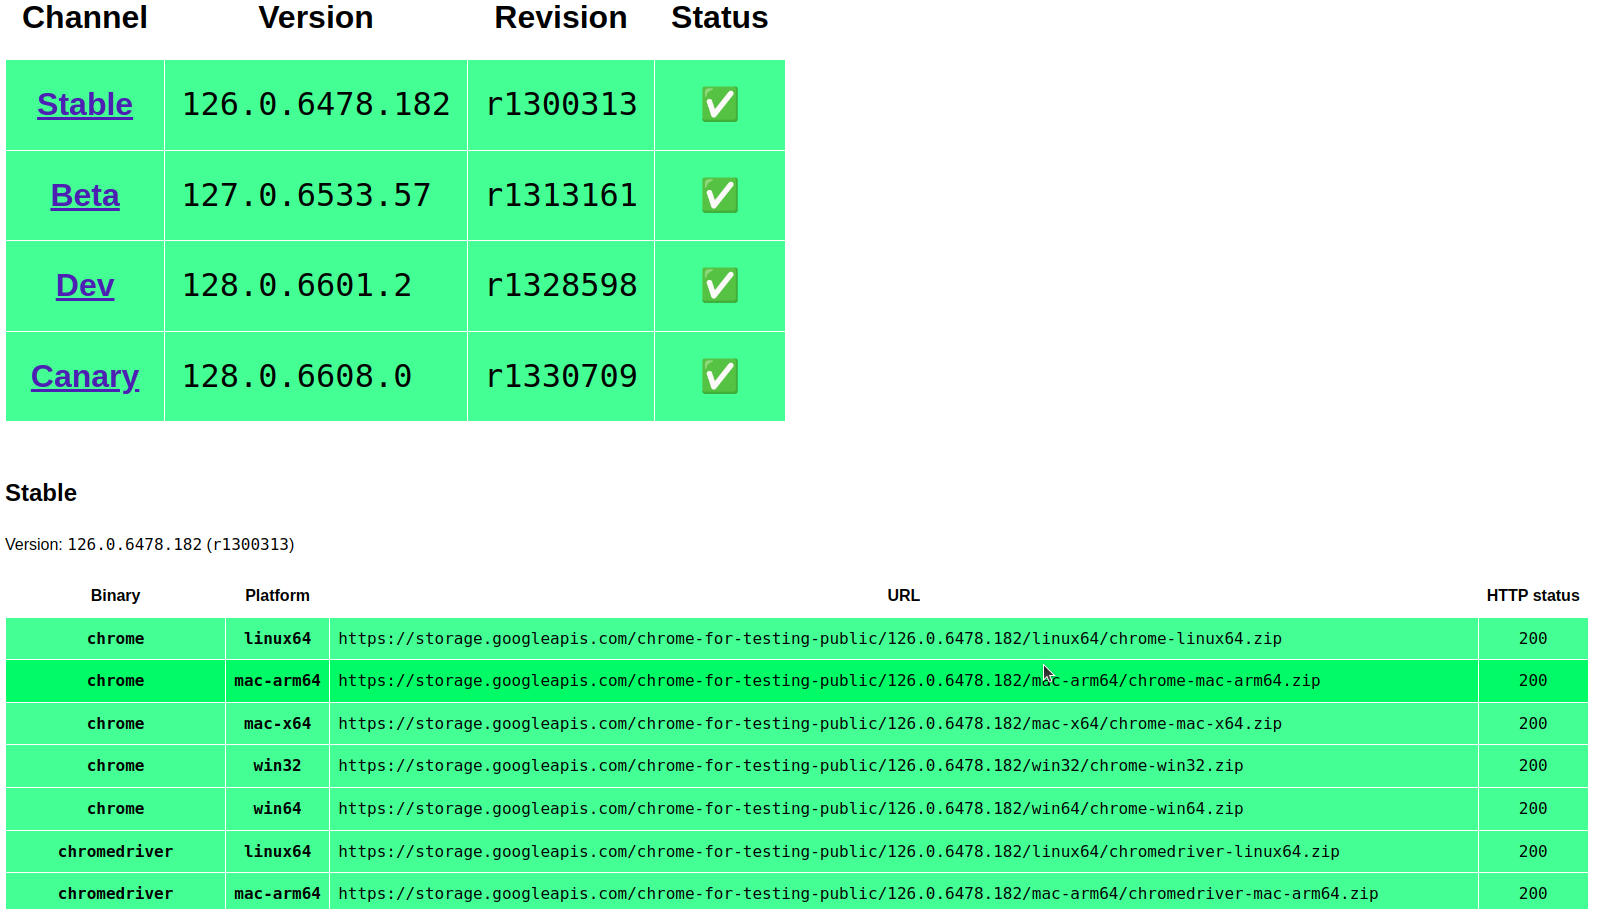 Channel Version Revision Status
Stable 126.0.6478.182 r1300313 ✅
Beta 127.0.6533.57 r1313161 ✅
Dev 128.0.6601.2 r1328598 ✅
Canary 128.0.6608.0 r1330709 ✅
Stable
Version: 126.0.6478.182 (r1300313)
Binary Platform URL HTTP status
chrome linux64 https://storage.googleapis.com/chrome-for-testing-public/126.0.6478.182/linux64/chrome-linux64.zip 200
chrome mac-arm64 https://storage.googleapis.com/chrome-for-testing-public/126.0.6478.182/mac-arm64/chrome-mac-arm64.zip 200
chrome mac-x64 https://storage.googleapis.com/chrome-for-testing-public/126.0.6478.182/mac-x64/chrome-mac-x64.zip 200
chrome win32 https://storage.googleapis.com/chrome-for-testing-public/126.0.6478.182/win32/chrome-win32.zip 200
chrome win64 https://storage.googleapis.com/chrome-for-testing-public/126.0.6478.182/win64/chrome-win64.zip 200
chromedriver linux64 https://storage.googleapis.com/chrome-for-testing-public/126.0.6478.182/linux64/chromedriver-linux64.zip 200
chromedriver mac-arm64 https://storage.googleapis.com/chrome-for-testing-public/126.0.6478.182/mac-arm64/chromedriver-mac-arm64.zip 200